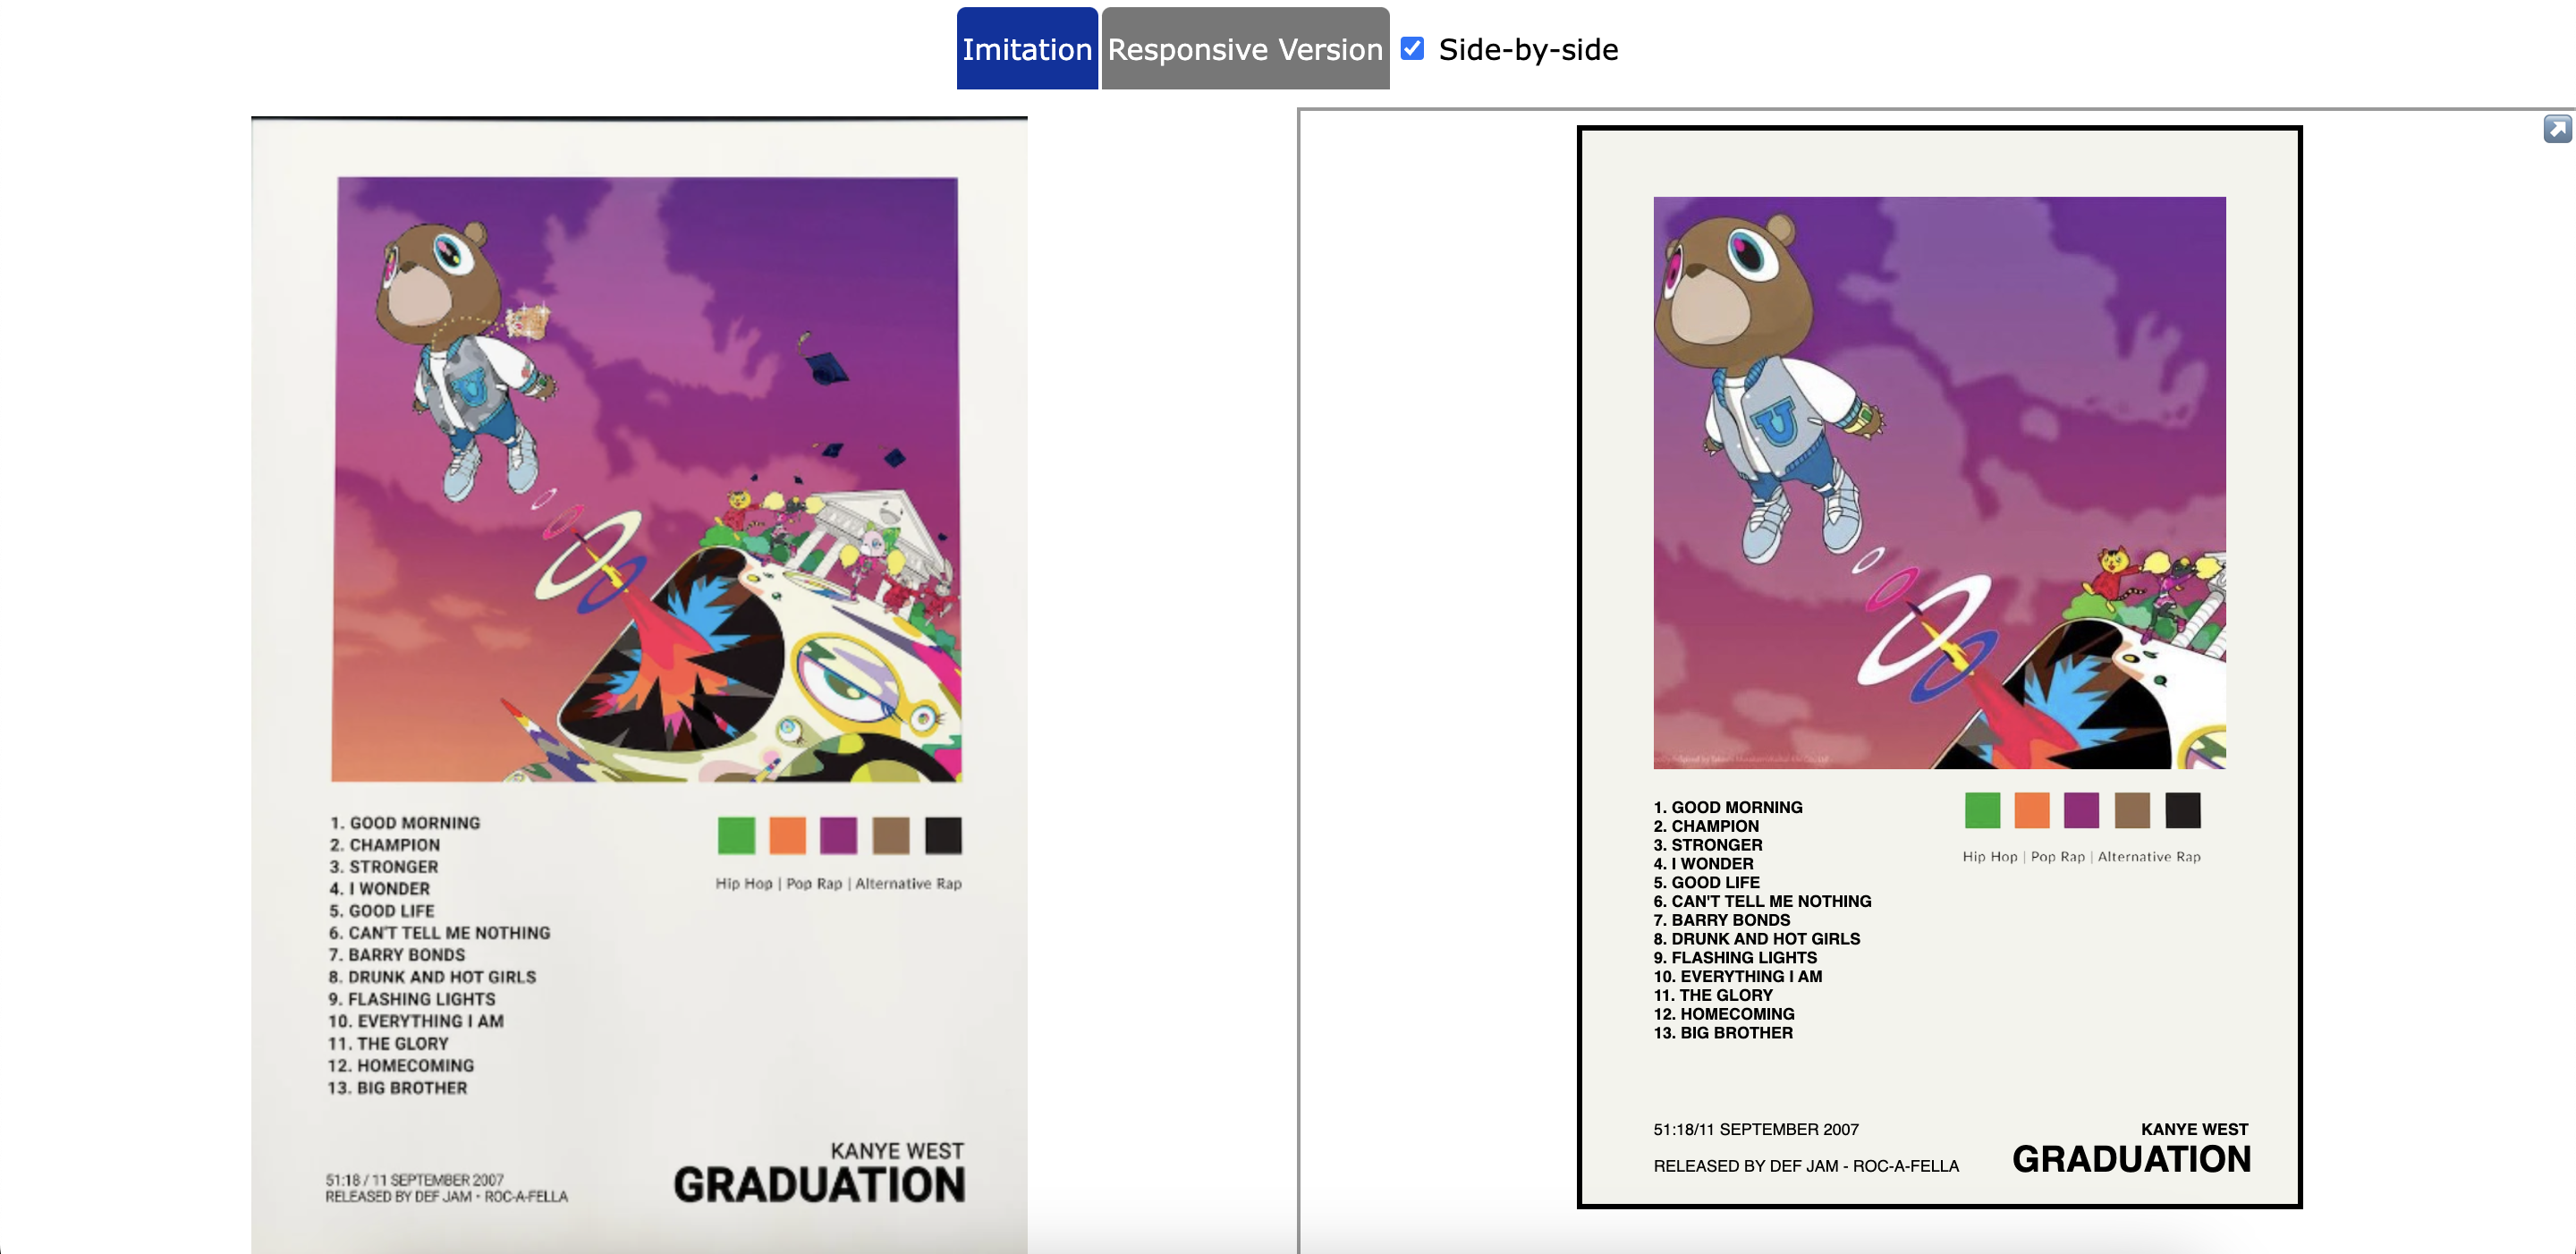 Imitation
Responsive Version
Side-by-side
U
1. GOOD MORNING
2. CHAMPION
3. STRONGER
4. I WONDER
5. GOOD LIFE
6. CAN'T TELL ME NOTHING
7. BARRY BONDS
8. DRUNK AND HOT GIRLS
9. FLASHING LIGHTS
10. EVERYTHING I AM
11. THE GLORY
12. HOMECOMING
13. BIG BROTHER
Hip Hop | Pop Rap | Alternative Rap
51:18 / 11 SEPTEMBER 2007
RELEASED BY DEF JAM - ROC-A-FELLA
KANYE WEST
GRADUATION
U
1. GOOD MORNING
2. CHAMPION
3. STRONGER
4. I WONDER
5. GOOD LIFE
6. CAN'T TELL ME NOTHING
7. BARRY BONDS
8. DRUNK AND HOT GIRLS
9. FLASHING LIGHTS
10. EVERYTHING I AM
11. THE GLORY
12. HOMECOMING
13. BIG BROTHER
Hip Hop | Pop Rap | Alternative Rap
51:18/11 SEPTEMBER 2007
RELEASED BY DEF JAM - ROC-A-FELLA
KANYE WEST
GRADUATION